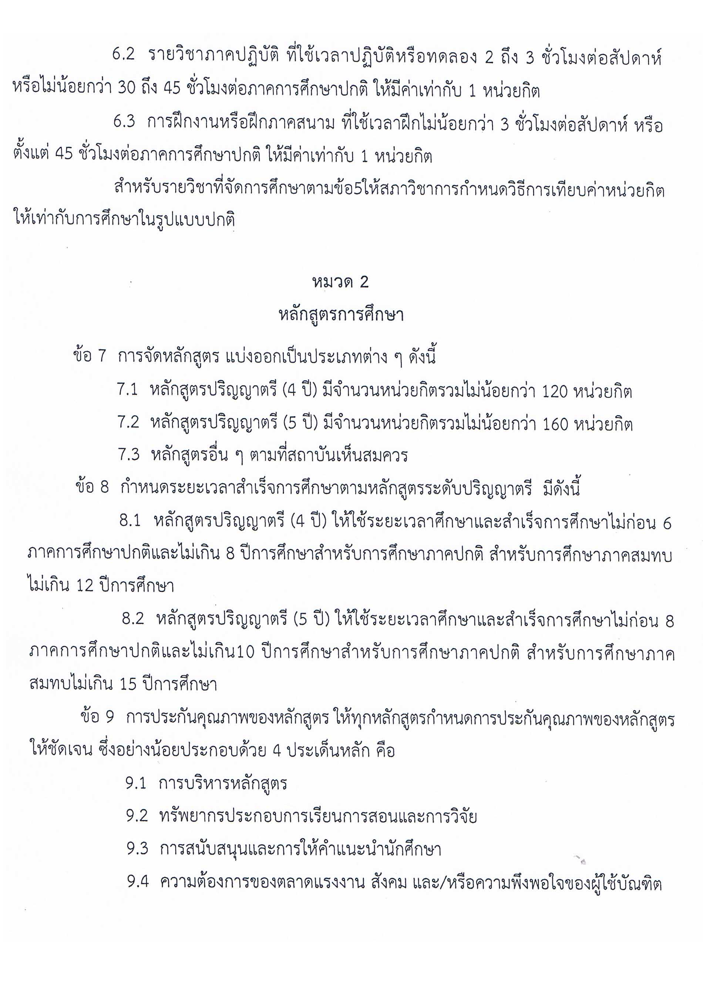 6.2 รายวิชาภาคปฏิบัติ ที่ใช้เวลาปฏิบัติหรือทดลอง 2 ถึง 3 ชั่วโมงต่อสัปดาห์
หรือไม่น้อยกว่า 30 ถึง 45 ชั่วโมงต่อภาคการศึกษาปกติ ให้มีค่าเท่ากับ 1 หน่วยกิต
6.3 การฝึกงานหรือฝึกภาคสนาม ที่ใช้เวลาฝึกไม่น้อยกว่า 3 ชั่วโมงต่อสัปดาห์ หรือ
ตั้งแต่ 45 ชั่วโมงต่อภาคการศึกษาปกติ ให้มีค่าเท่ากับ 1 หน่วยกิต
สำหรับรายวิชาที่จัดการศึกษาตามข้อ5ให้สภาวิชาการกำหนดวิธีการเทียบค่าหน่วยกิต
ให้เท่ากับการศึกษาในรูปแบบปกติ
หมวด 2
หลักสูตรการศึกษา
ข้อ 7 การจัดหลักสูตร แบ่งออกเป็นประเภทต่าง ๆ ดังนี้
7.1 หลักสูตรปริญญาตรี (4 ปี) มีจำนวนหน่วยกิตรวมไม่น้อยกว่า 120 หน่วยกิต
7.2 หลักสูตรปริญญาตรี (5 ปี) มีจำนวนหน่วยกิตรวมไม่น้อยกว่า 160 หน่วยกิต
7.3 หลักสูตรอื่น ๆ ตามที่สถาบันเห็นสมควร
ข้อ 8 กำหนดระยะเวลาสำเร็จการศึกษาตามหลักสูตรระดับปริญญาตรี มีดังนี้
8.1 หลักสูตรปริญญาตรี (4 ปี) ให้ใช้ระยะเวลาศึกษาและสำเร็จการศึกษาไม่ก่อน 6
ภาคการศึกษาปกติและไม่เกิน 8 ปีการศึกษาสำหรับการศึกษาภาคปกติ สำหรับการศึกษาภาคสมทบ
ไม่เกิน 12 ปีการศึกษา
8.2 หลักสูตรปริญญาตรี (5 ปี) ให้ใช้ระยะเวลาศึกษาและสำเร็จการศึกษาไม่ก่อน 8
ภาคการศึกษาปกติและไม่เกิน10 ปีการศึกษาสำหรับการศึกษาภาคปกติ สำหรับการศึกษาภาค
สมทบไม่เกิน 15 ปีการศึกษา
ข้อ 9 การประกันคุณภาพของหลักสูตร ให้ทุกหลักสูตรกำหนดการประกันคุณภาพของหลักสูตร
ให้ชัดเจน ซึ่งอย่างน้อยประกอบด้วย 4 ประเด็นหลัก คือ
9.1 การบริหารหลักสูตร
9.2 ทรัพยากรประกอบการเรียนการสอนและการวิจัย
9.3 การสนับสนุนและการให้คำแนะนำนักศึกษา
9.4 ความต้องการของตลาดแรงงาน สังคม และ/หรือความพึงพอใจของผู้ใช้บัณฑิต